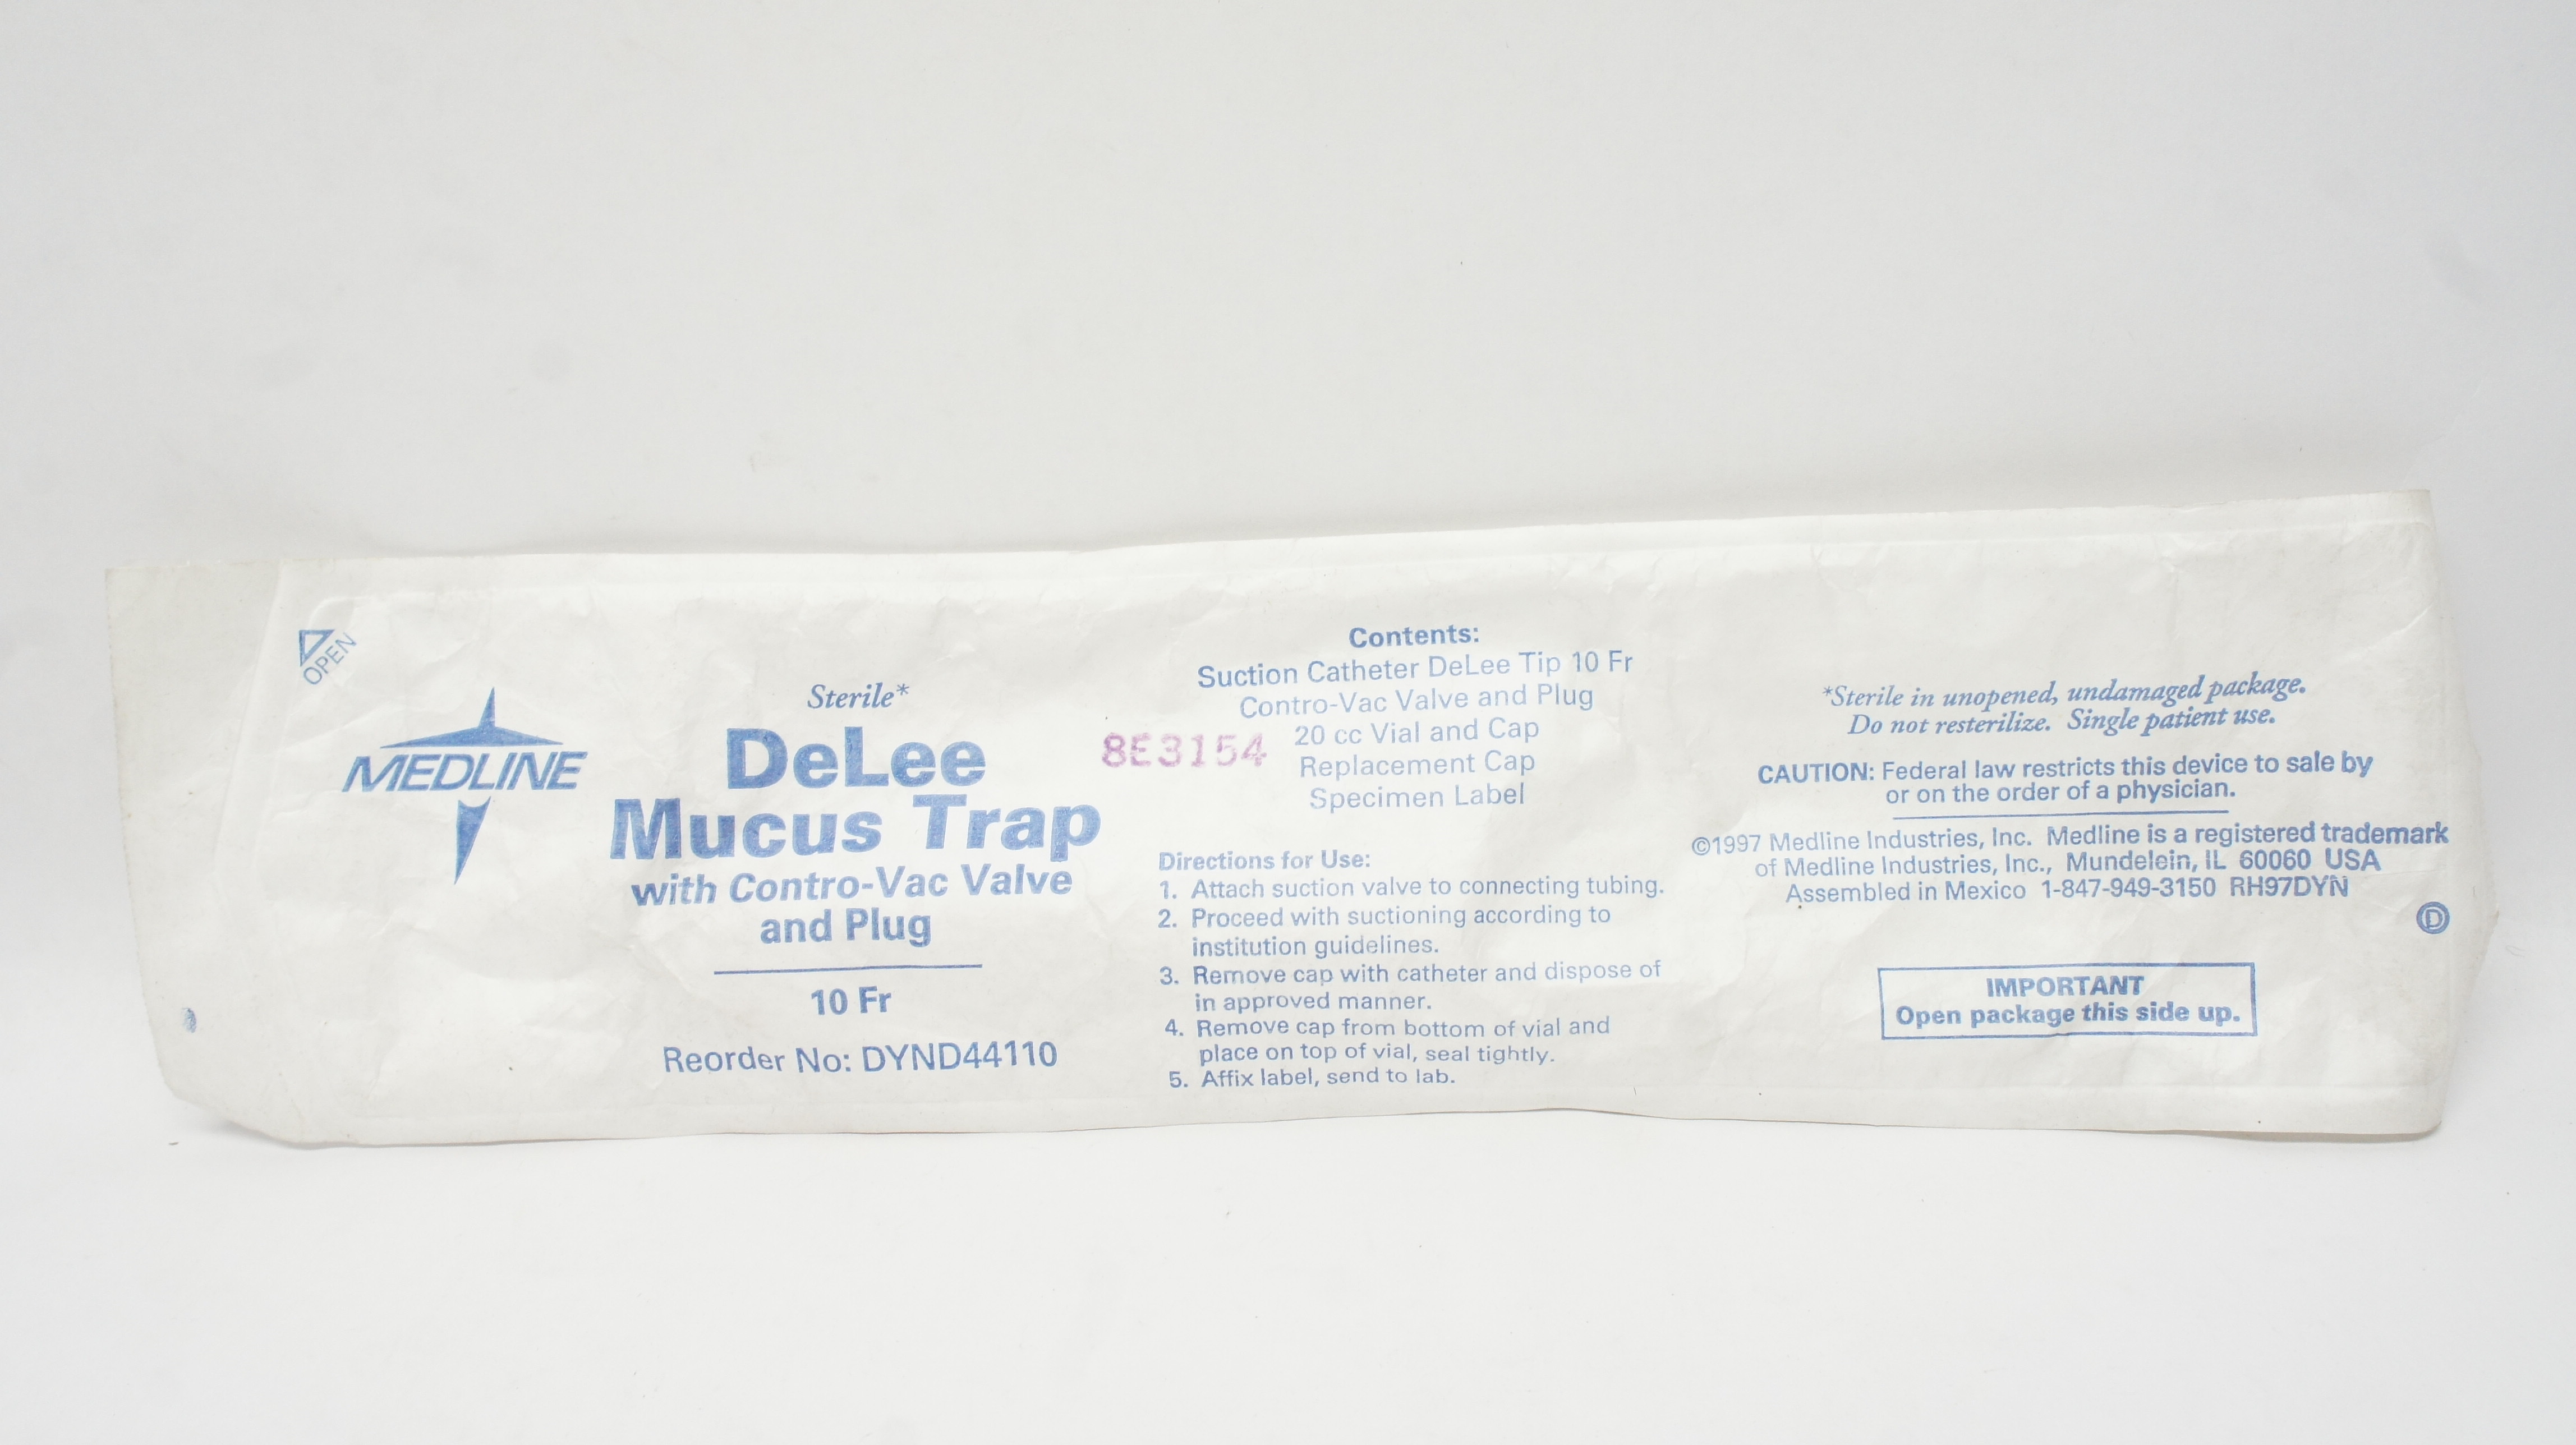 OPEN
MEDLINE
Sterile*
DeLee
Mucus Trap
with Contro-Vac Valve
and Plug
10 Fr
Reorder No: DYND44110
8E3154
Contents:
Suction Catheter DeLee Tip 10 Fr
Contro-Vac Valve and Plug
20 cc Vial and Cap
Replacement Cap
Specimen Label
Directions for Use:
1. Attach suction valve to connecting tubing.
2. Proceed with suctioning according to
institution guidelines.
3. Remove cap with catheter and dispose of
in approved manner.
4. Remove cap from bottom of vial and
place on top of vial, seal tightly.
5. Affix label, send to lab.
*Sterile in unopened, undamaged package.
Do not resterilize. Single patient use.
CAUTION: Federal law restricts this device to sale by
or on the order of a physician.
©1997 Medline Industries, Inc. Medline is a registered trademark
of Medline Industries, Inc., Mundelein, IL 60060 USA
Assembled in Mexico 1-847-949-3150 RH97DYN
D
IMPORTANT
Open package this side up.